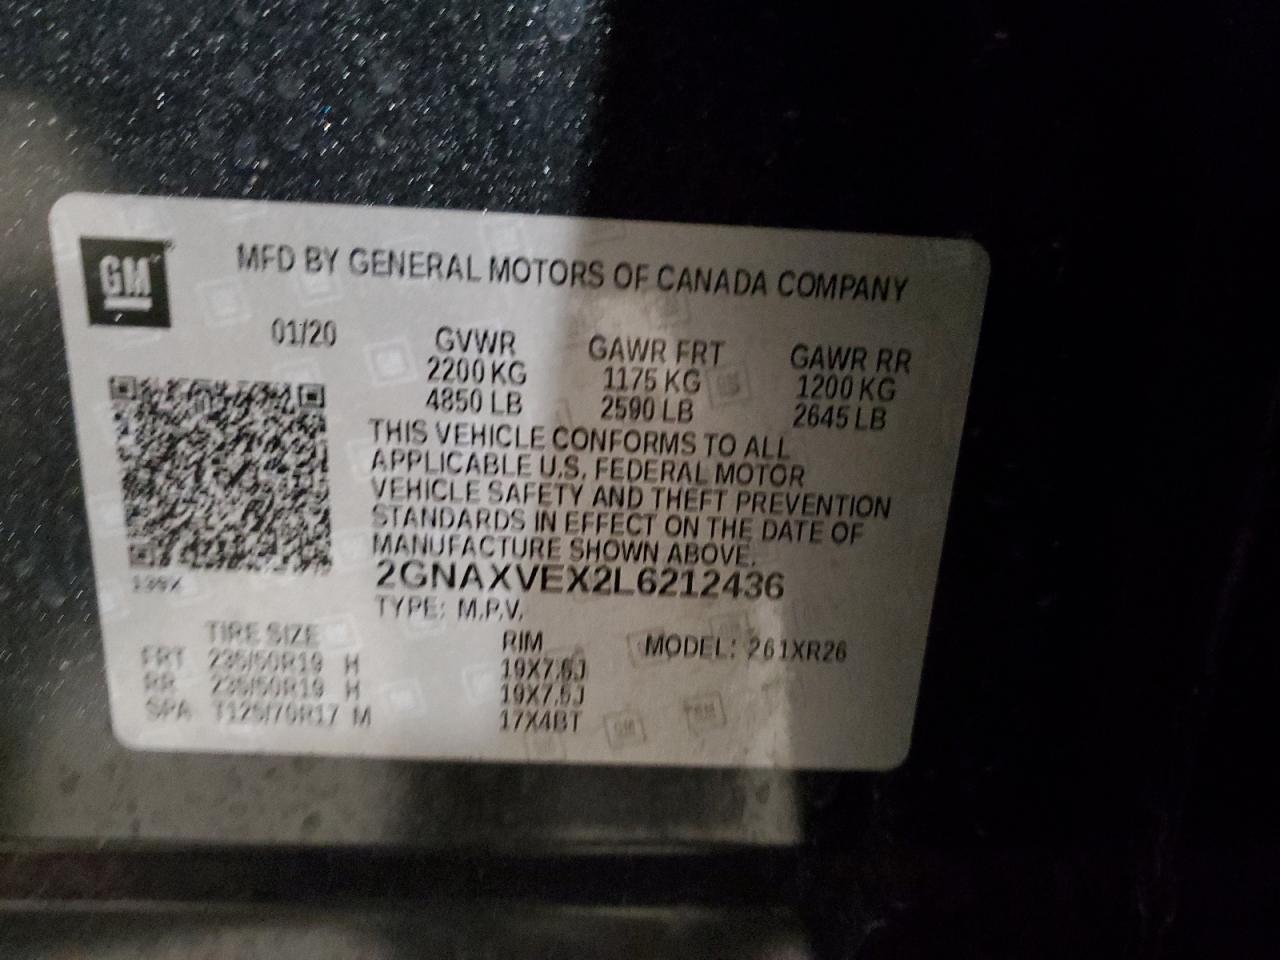 GM
MFD BY GENERAL MOTORS OF CANADA COMPANY
01/20 GVWR GAWR FRT GAWR RR
2200 KG 1175 KG 1200 KG
4850 LB 2590 LB 2645 LB
THIS VEHICLE CONFORMS TO ALL
APPLICABLE U.S. FEDERAL MOTOR
VEHICLE SAFETY AND THEFT PREVENTION
STANDARDS IN EFFECT ON THE DATE OF
MANUFACTURE SHOWN ABOVE.
2GNAXVEX2L6212436
TYPE: M.P.V.
TIRE SIZE RIM MODEL: 261XR26
FRT 235/50R19 H 19X7.5J
RR 235/50R19 H 19X7.5J
SPA T125/70R17 M 17X4BT